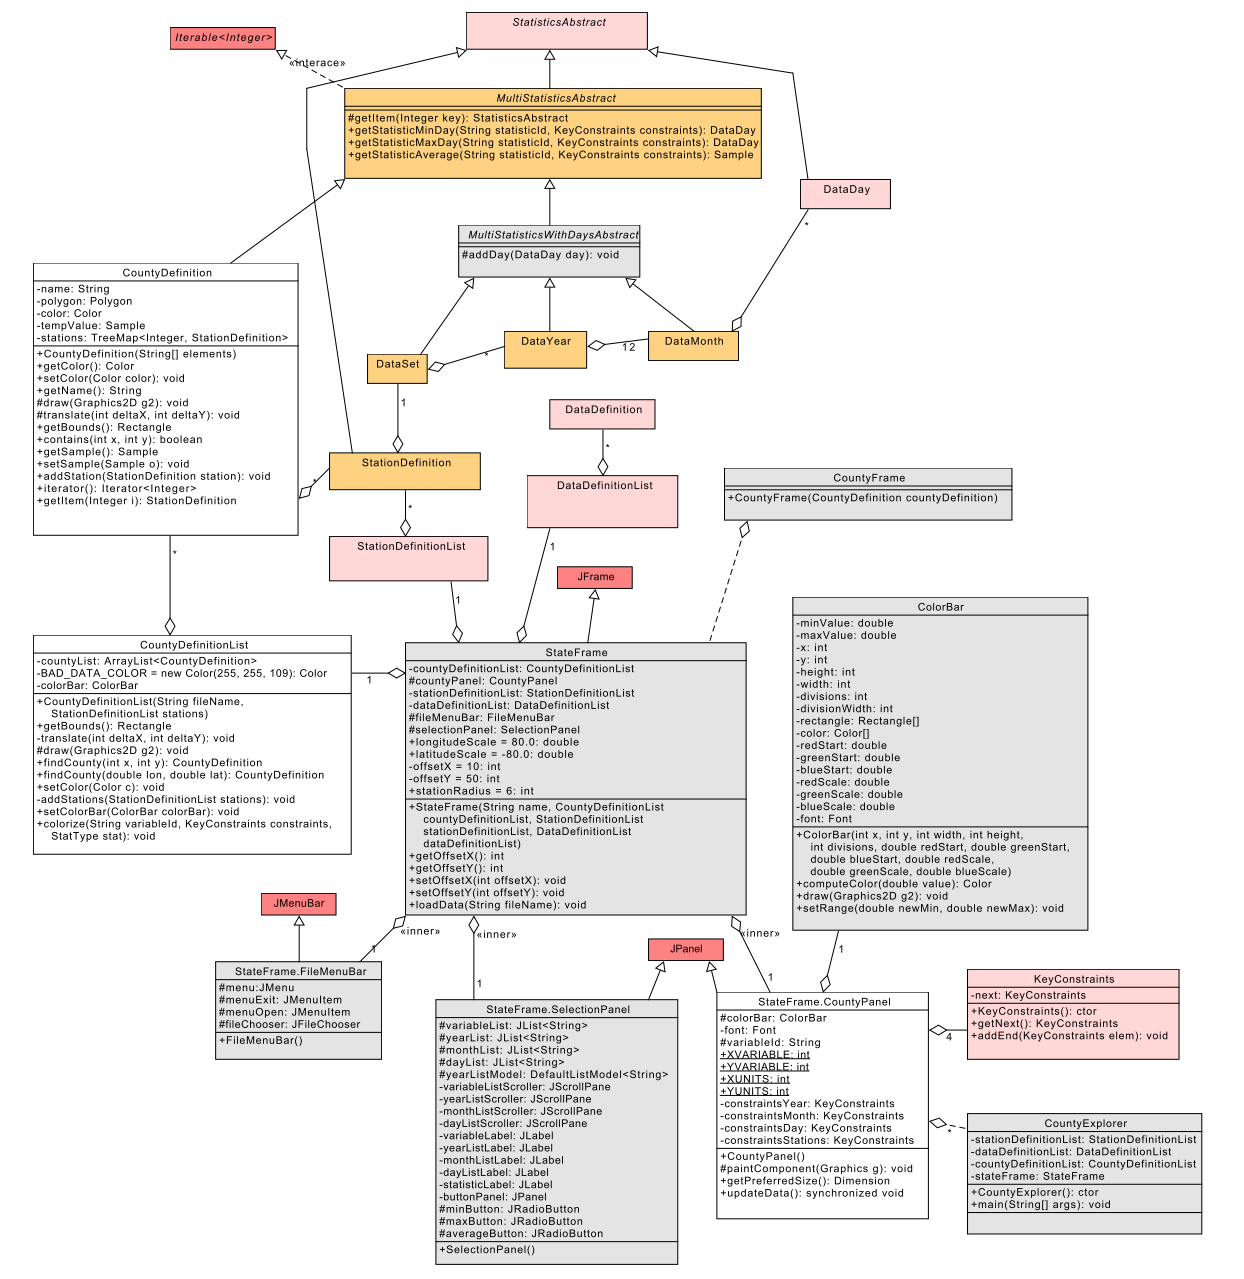 StatisticsAbstract
Iterable<Integer>
«interace»
MultiStatisticsAbstract
#getItem(Integer key): StatisticsAbstract
+getStatisticMinDay(String statisticId, KeyConstraints constraints): DataDay
+getStatisticMaxDay(String statisticId, KeyConstraints constraints): DataDay
+getStatisticAverage(String statisticId, KeyConstraints constraints): Sample
DataDay
*
MultiStatisticsWithDaysAbstract
#addDay(DataDay day): void
CountyDefinition
-name: String
-polygon: Polygon
-color: Color
-tempValue: Sample
-stations: TreeMap<Integer, StationDefinition>
+CountyDefinition(String[] elements)
+getColor(): Color
+setColor(Color color): void
+getName(): String
#draw(Graphics2D g2): void
#translate(int deltaX, int deltaY): void
+getBounds(): Rectangle
+contains(int x, int y): boolean
+getSample(): Sample
+setSample(Sample o): void
+addStation(StationDefinition station): void
+iterator(): Iterator<Integer>
+getItem(Integer i): StationDefinition
*
DataSet
*
DataYear
12
DataMonth
1
StationDefinition
*
*
StationDefinitionList
1
DataDefinition
*
DataDefinitionList
1
CountyFrame
+CountyFrame(CountyDefinition countyDefinition)
JFrame
CountyDefinitionList
-countyList: ArrayList<CountyDefinition>
-BAD_DATA_COLOR = new Color(255, 255, 109): Color
-colorBar: ColorBar
+CountyDefinitionList(String fileName,
StationDefinitionList stations)
+getBounds(): Rectangle
-translate(int deltaX, int deltaY): void
#draw(Graphics2D g2): void
+findCounty(int x, int y): CountyDefinition
+findCounty(double lon, double lat): CountyDefinition
+setColor(Color c): void
-addStations(StationDefinitionList stations): void
+setColorBar(ColorBar colorBar): void
+colorize(String variableId, KeyConstraints constraints,
StatType stat): void
1
StateFrame
-countyDefinitionList: CountyDefinitionList
#countyPanel: CountyPanel
-stationDefinitionList: StationDefinitionList
-dataDefinitionList: DataDefinitionList
#fileMenuBar: FileMenuBar
#selectionPanel: SelectionPanel
+longitudeScale = 80.0: double
+latitudeScale = -80.0: double
-offsetX = 10: int
-offsetY = 50: int
+stationRadius = 6: int
+StateFrame(String name, CountyDefinitionList
countyDefinitionList, StationDefinitionList
stationDefinitionList, DataDefinitionList
dataDefinitionList)
+getOffsetX(): int
+getOffsetY(): int
+setOffsetX(int offsetX): void
+setOffsetY(int offsetY): void
+loadData(String fileName): void
ColorBar
-minValue: double
-maxValue: double
-x: int
-y: int
-height: int
-width: int
-divisions: int
-divisionWidth: int
-rectangle: Rectangle[]
-color: Color[]
-redStart: double
-greenStart: double
-blueStart: double
-redScale: double
-greenScale: double
-blueScale: double
-font: Font
+ColorBar(int x, int y, int width, int height,
int divisions, double redStart, double greenStart,
double blueStart, double redScale,
double greenScale, double blueScale)
+computeColor(double value): Color
+draw(Graphics2D g2): void
+setRange(double newMin, double newMax): void
1
JMenuBar
«inner»
1
«inner»
1
«inner»
1
StateFrame.FileMenuBar
#menu:JMenu
#menuExit: JMenuItem
#menuOpen: JMenuItem
#fileChooser: JFileChooser
+FileMenuBar()
JPanel
StateFrame.SelectionPanel
#variableList: JList<String>
#yearList: JList<String>
#monthList: JList<String>
#dayList: JList<String>
#yearListModel: DefaultListModel<String>
-variableListScroller: JScrollPane
-yearListScroller: JScrollPane
-monthListScroller: JScrollPane
-dayListScroller: JScrollPane
-variableLabel: JLabel
-yearListLabel: JLabel
-monthListLabel: JLabel
-dayListLabel: JLabel
-statisticLabel: JLabel
-buttonPanel: JPanel
#minButton: JRadioButton
#maxButton: JRadioButton
#averageButton: JRadioButton
+SelectionPanel()
StateFrame.CountyPanel
#colorBar: ColorBar
-font: Font
#variableId: String
+XVARIABLE: int
+YVARIABLE: int
+XUNITS: int
+YUNITS: int
-constraintsYear: KeyConstraints
-constraintsMonth: KeyConstraints
-constraintsDay: KeyConstraints
-constraintsStations: KeyConstraints
+CountyPanel()
#paintComponent(Graphics g): void
+getPreferredSize(): Dimension
+updateData(): synchronized void
4
KeyConstraints
-next: KeyConstraints
+KeyConstraints(): ctor
+getNext(): KeyConstraints
+addEnd(KeyConstraints elem): void
*
CountyExplorer
-stationDefinitionList: StationDefinitionList
-dataDefinitionList: DataDefinitionList
-countyDefinitionList: CountyDefinitionList
-stateFrame: StateFrame
+CountyExplorer(): ctor
+main(String[] args): void